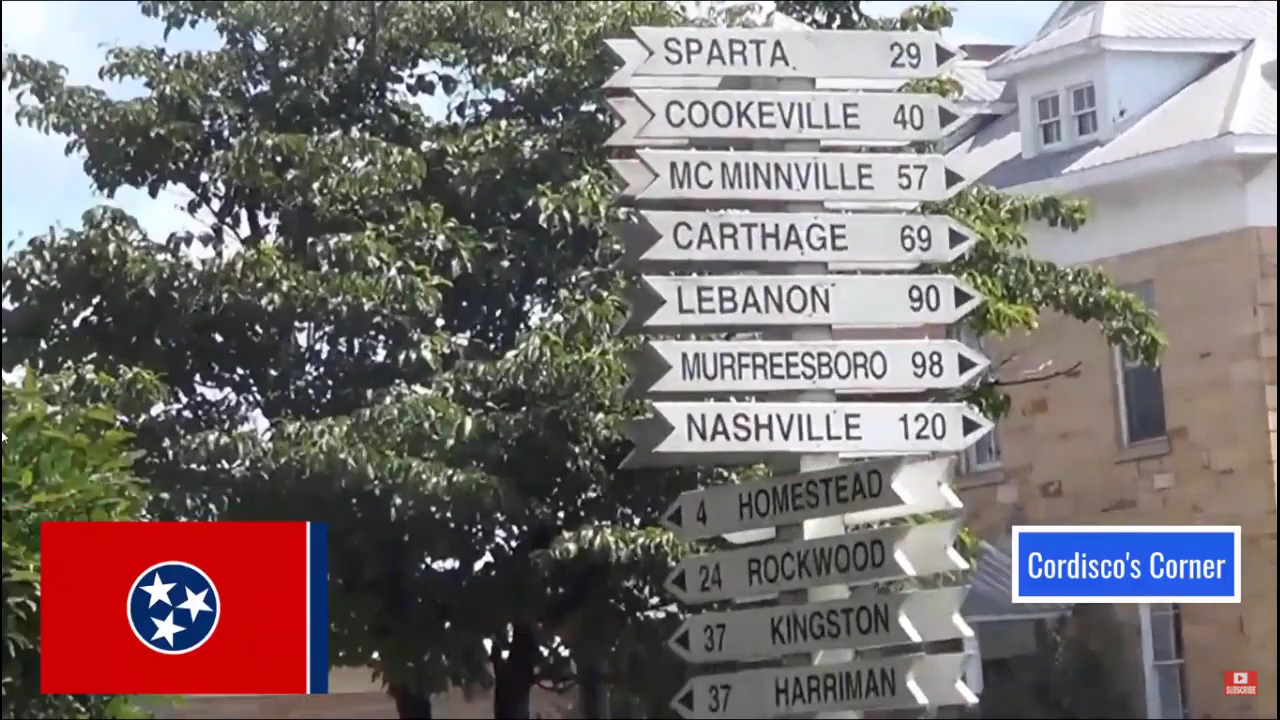 SPARTA 29
COOKEVILLE 40
MC MINNVILLE 57
CARTHAGE 69
LEBANON 90
MURFREESBORO 98
NASHVILLE 120
4 HOMESTEAD
24 ROCKWOOD
37 KINGSTON
37 HARRIMAN
Cordisco's Corner
SUBSCRIBE